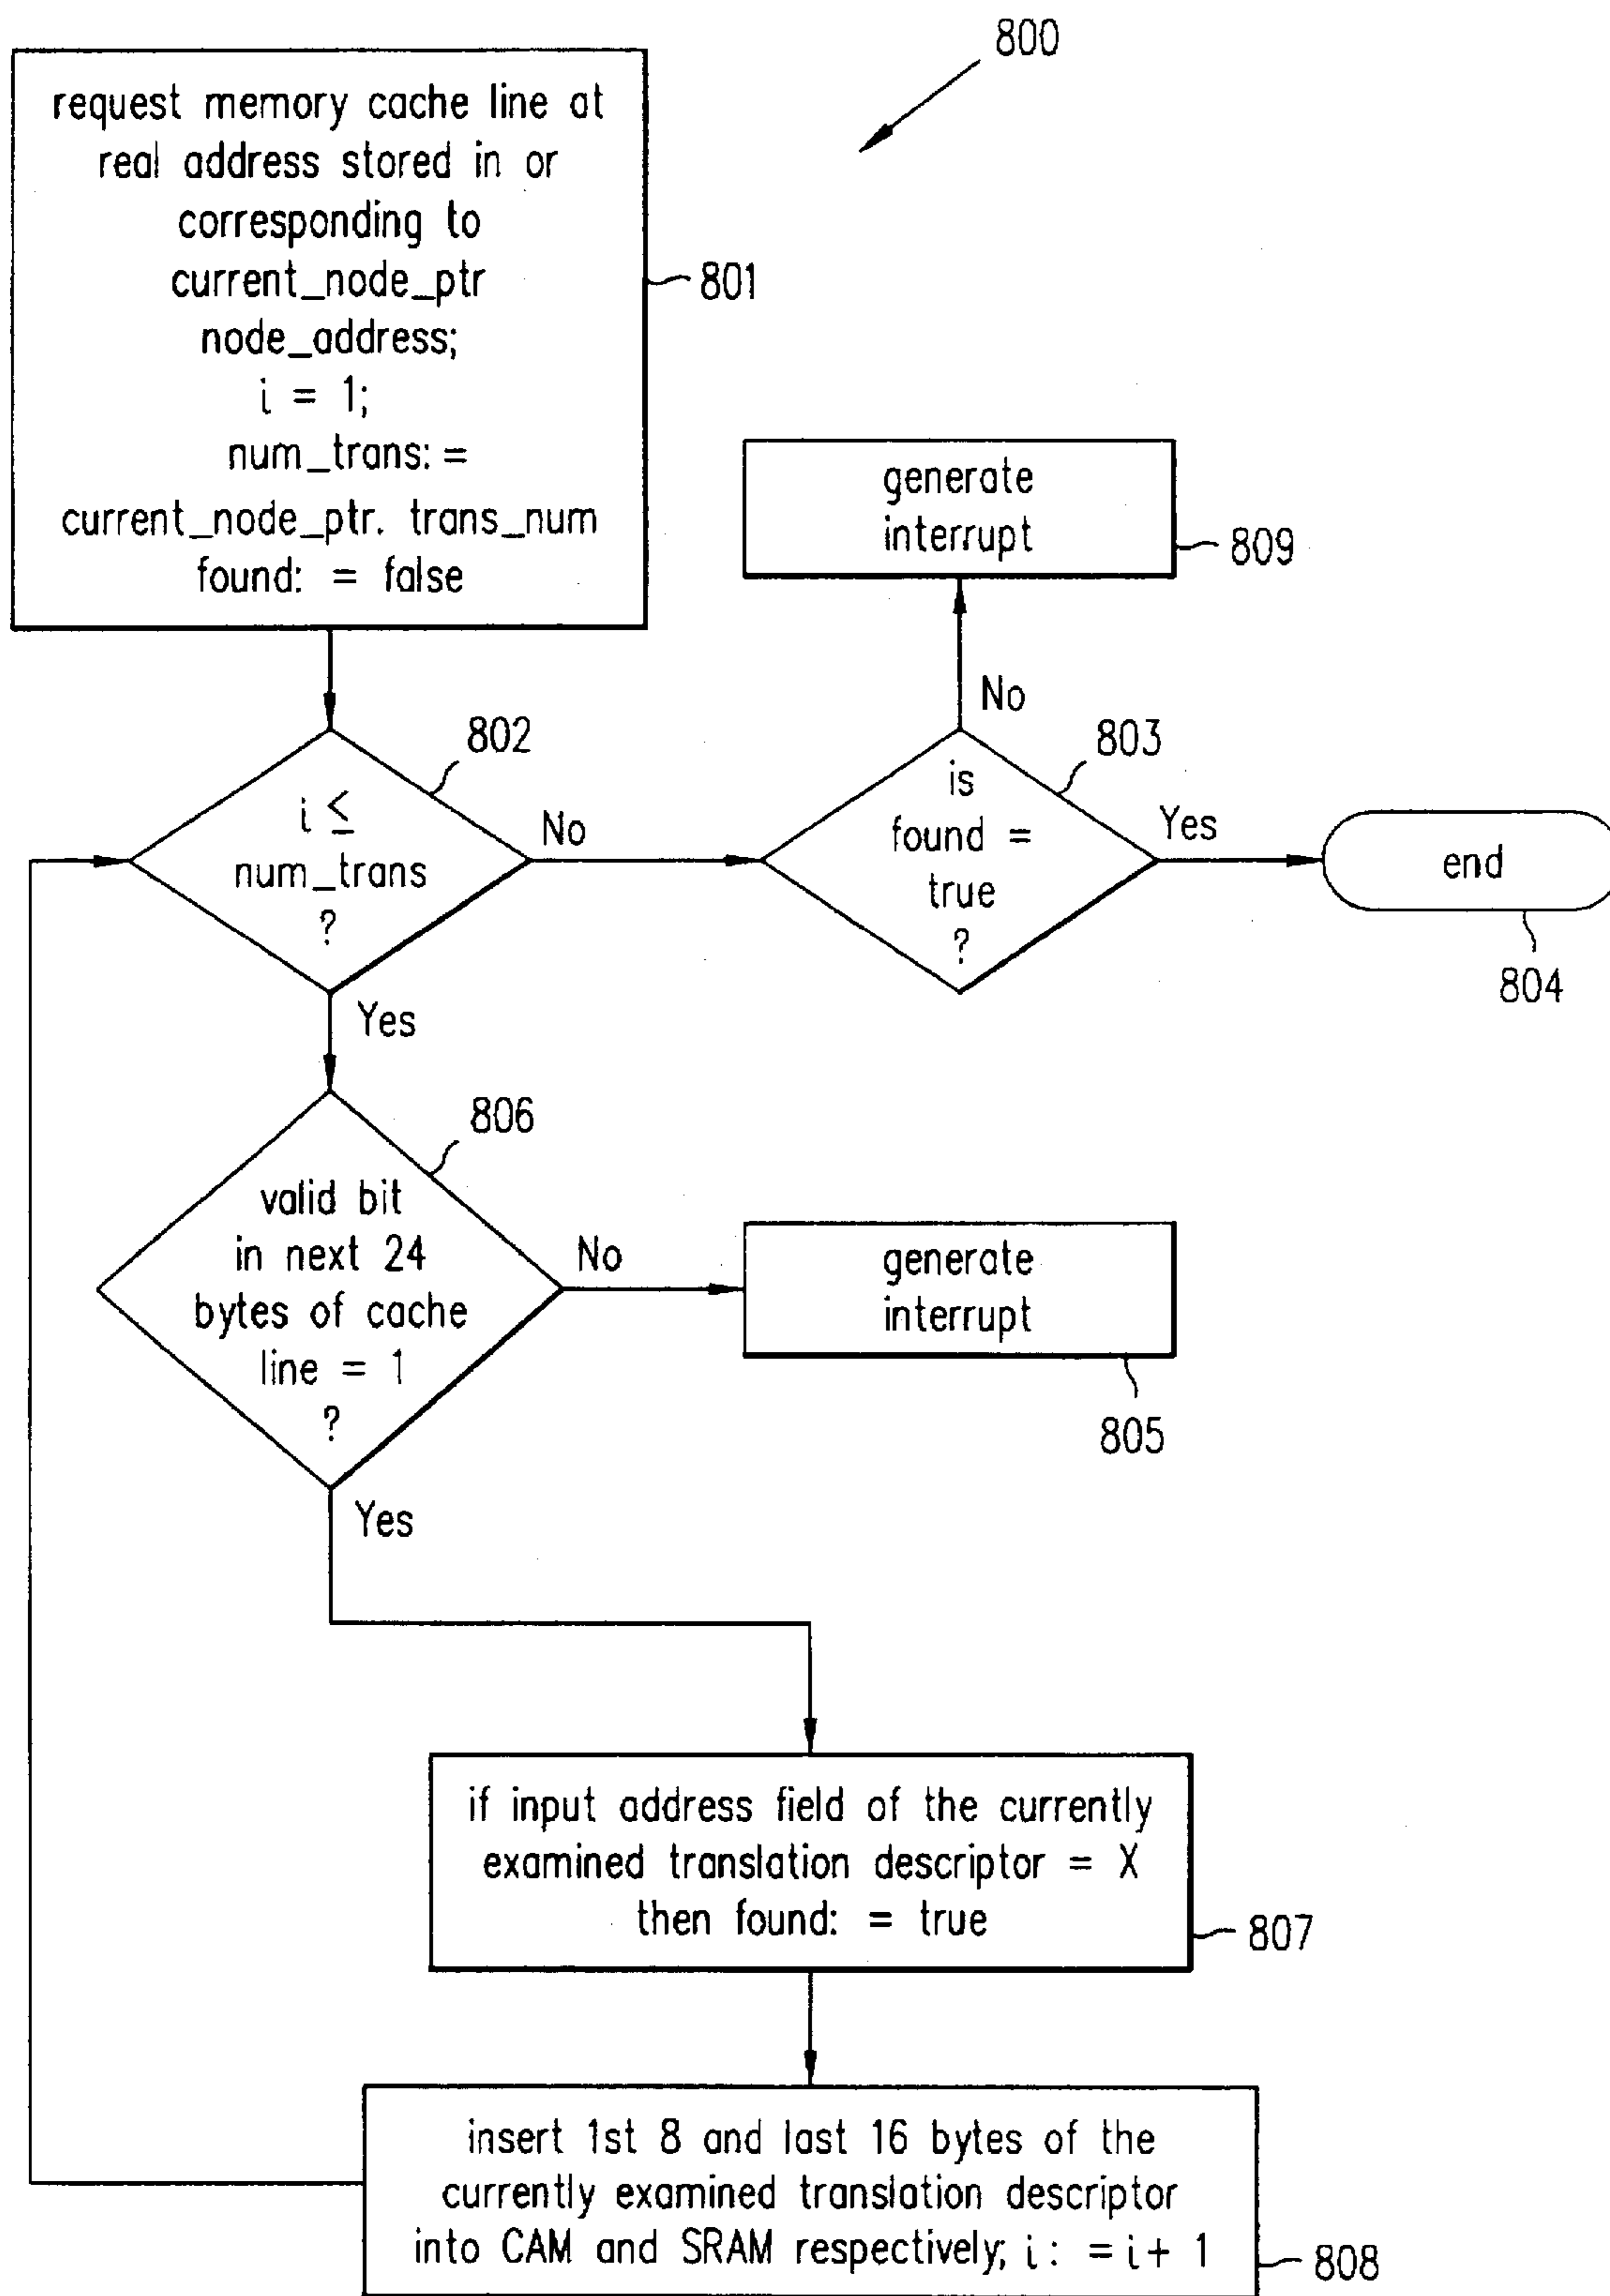 800
request memory cache line at
real address stored in or
corresponding to
current_node_ptr
node_address;
i = 1;
num_trans: =
current_node_ptr. trans_num
found: = false
801
generate
interrupt
809
No
802
i ≤
num_trans
?
No
803
is
found =
true
?
Yes
end
804
Yes
806
valid bit
in next 24
bytes of cache
line = 1
?
No
generate
interrupt
805
Yes
if input address field of the currently
examined translation descriptor = X
then found: = true
807
insert 1st 8 and last 16 bytes of the
currently examined translation descriptor
into CAM and SRAM respectively; i : = i + 1
808